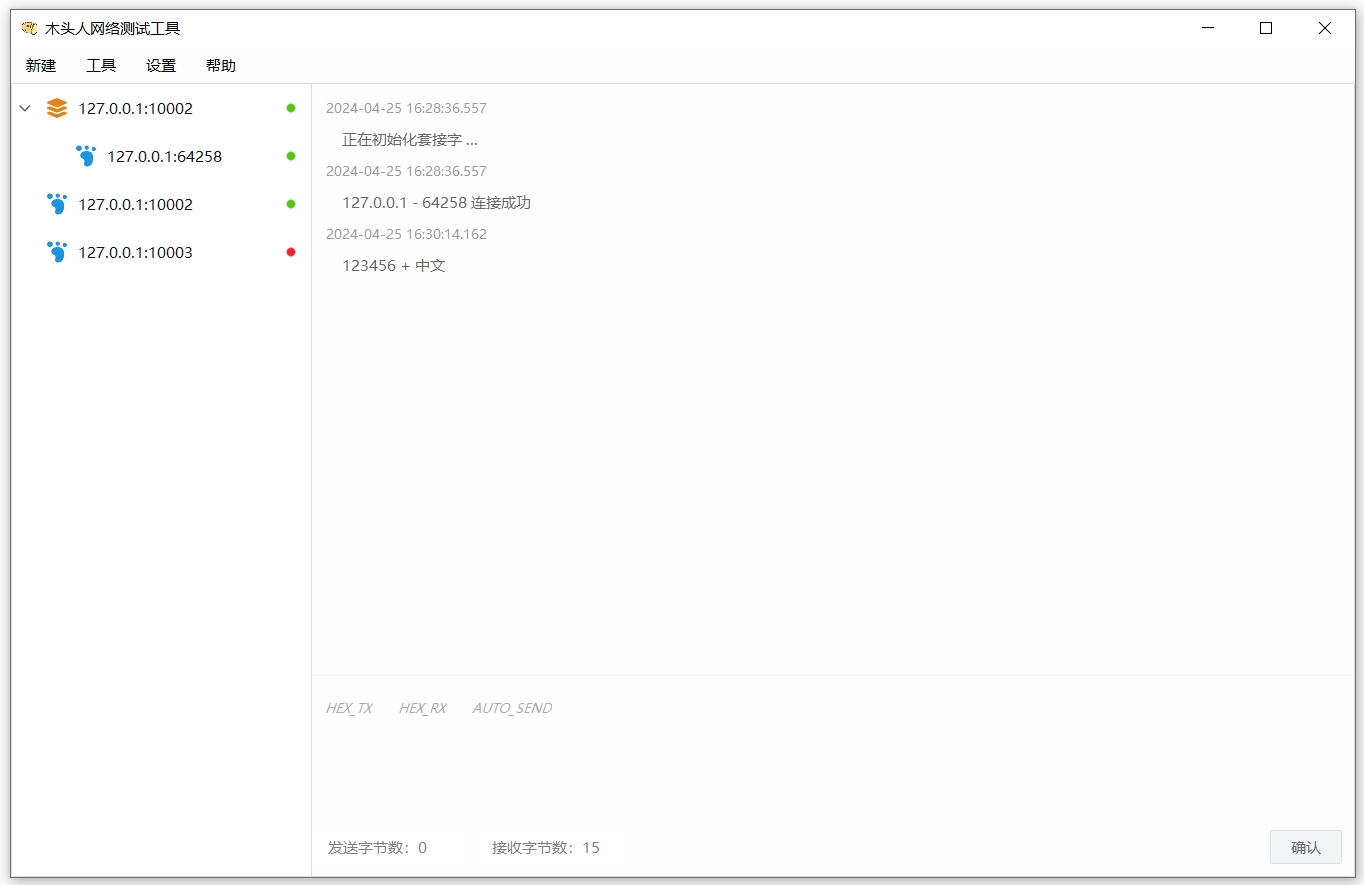 木头人网络测试工具
新建 工具 设置 帮助
127.0.0.1:10002
127.0.0.1:64258
127.0.0.1:10002
127.0.0.1:10003
2024-04-25 16:28:36.557
正在初始化套接字 ...
2024-04-25 16:28:36.557
127.0.0.1 - 64258 连接成功
2024-04-25 16:30:14.162
123456 + 中文
HEX_TX HEX_RX AUTO_SEND
发送字节数：0 接收字节数：15
确认